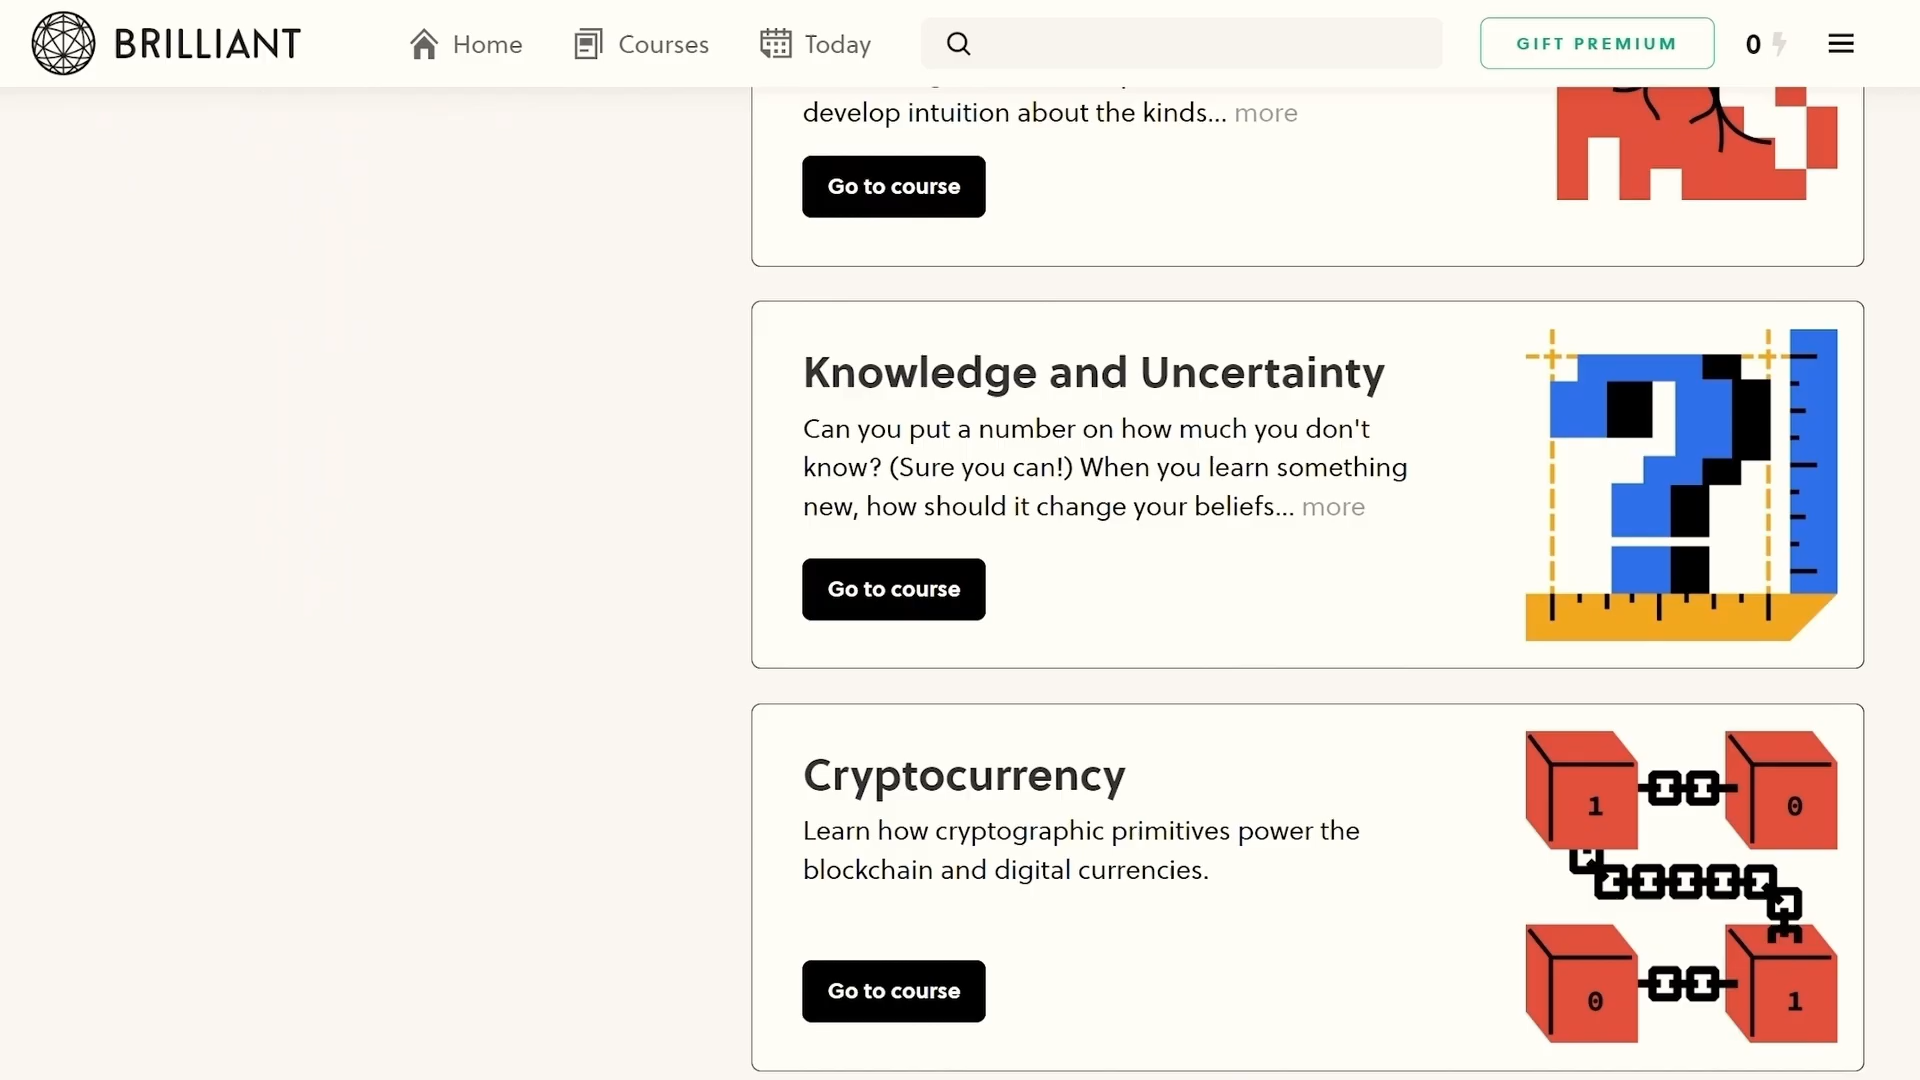 BRILLIANT
Home
Courses
Today
GIFT PREMIUM
0
develop intuition about the kinds... more
Go to course
Knowledge and Uncertainty
Can you put a number on how much you don't
know? (Sure you can!) When you learn something
new, how should it change your beliefs... more
Go to course
Cryptocurrency
Learn how cryptographic primitives power the
blockchain and digital currencies.
Go to course
1
0
0
1